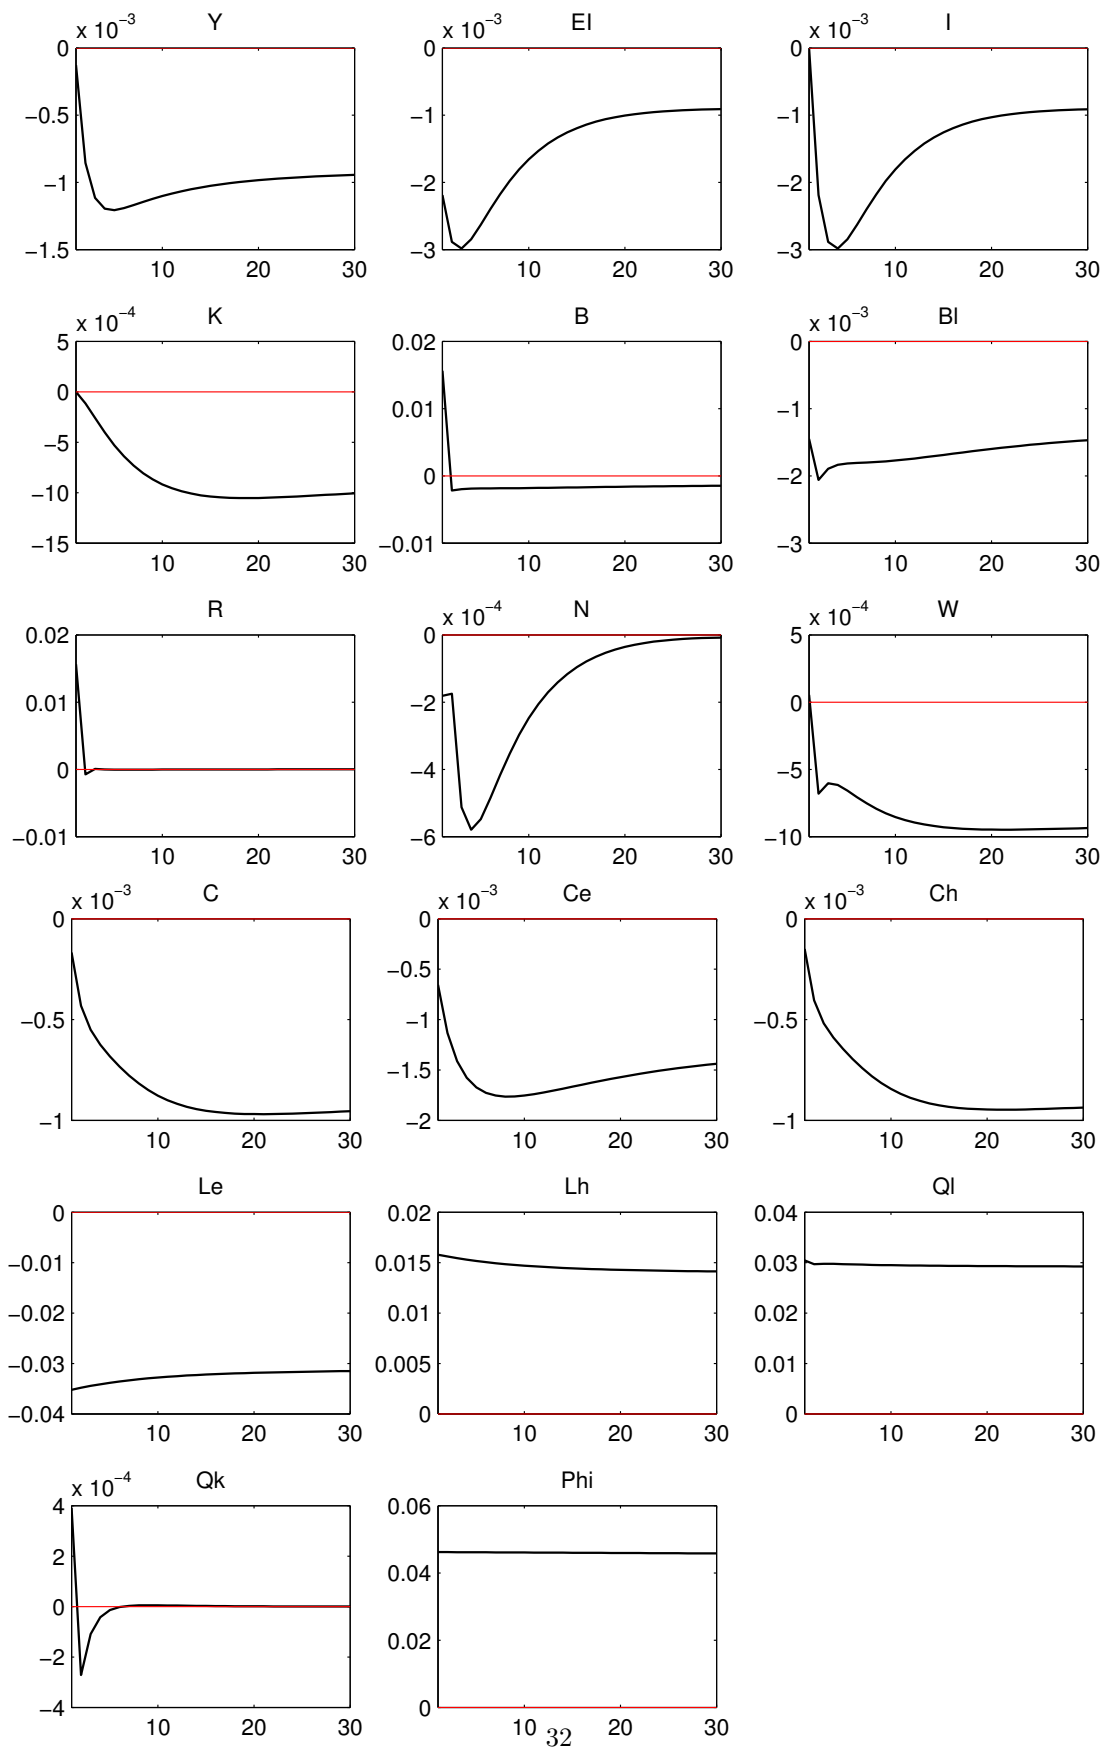 x 10−3 Y x 10−3 EI x 10−3 I
0 0 0
−0.5 −1 −1
−1 −2 −2
−1.5 −3 −3
10 20 30 10 20 30 10 20 30
x 10−4 K B x 10−3 Bl
5 0.02 0
0 0.01 −1
−5 0 −2
−10
−15 −0.01 −3
10 20 30 10 20 30 10 20 30
R x 10−4 N x 10−4 W
0.02 0 5
0.01 −2 0
0 −4 −5
−0.01 −6 −10
10 20 30 10 20 30 10 20 30
x 10−3 C x 10−3 Ce x 10−3 Ch
0 0 0
−0.5 −0.5 −0.5
−1
−1.5
−1 −2 −1
10 20 30 10 20 30 10 20 30
Le Lh Ql
0 0.02 0.04
−0.01 0.015 0.03
−0.02 0.01 0.02
−0.03 0.005 0.01
−0.04 0 0
10 20 30 10 20 30 10 20 30
x 10−4 Qk Phi
4 0.06
2 0.04
0
−2 0.02
−4 0
10 20 30 10 20 30
32